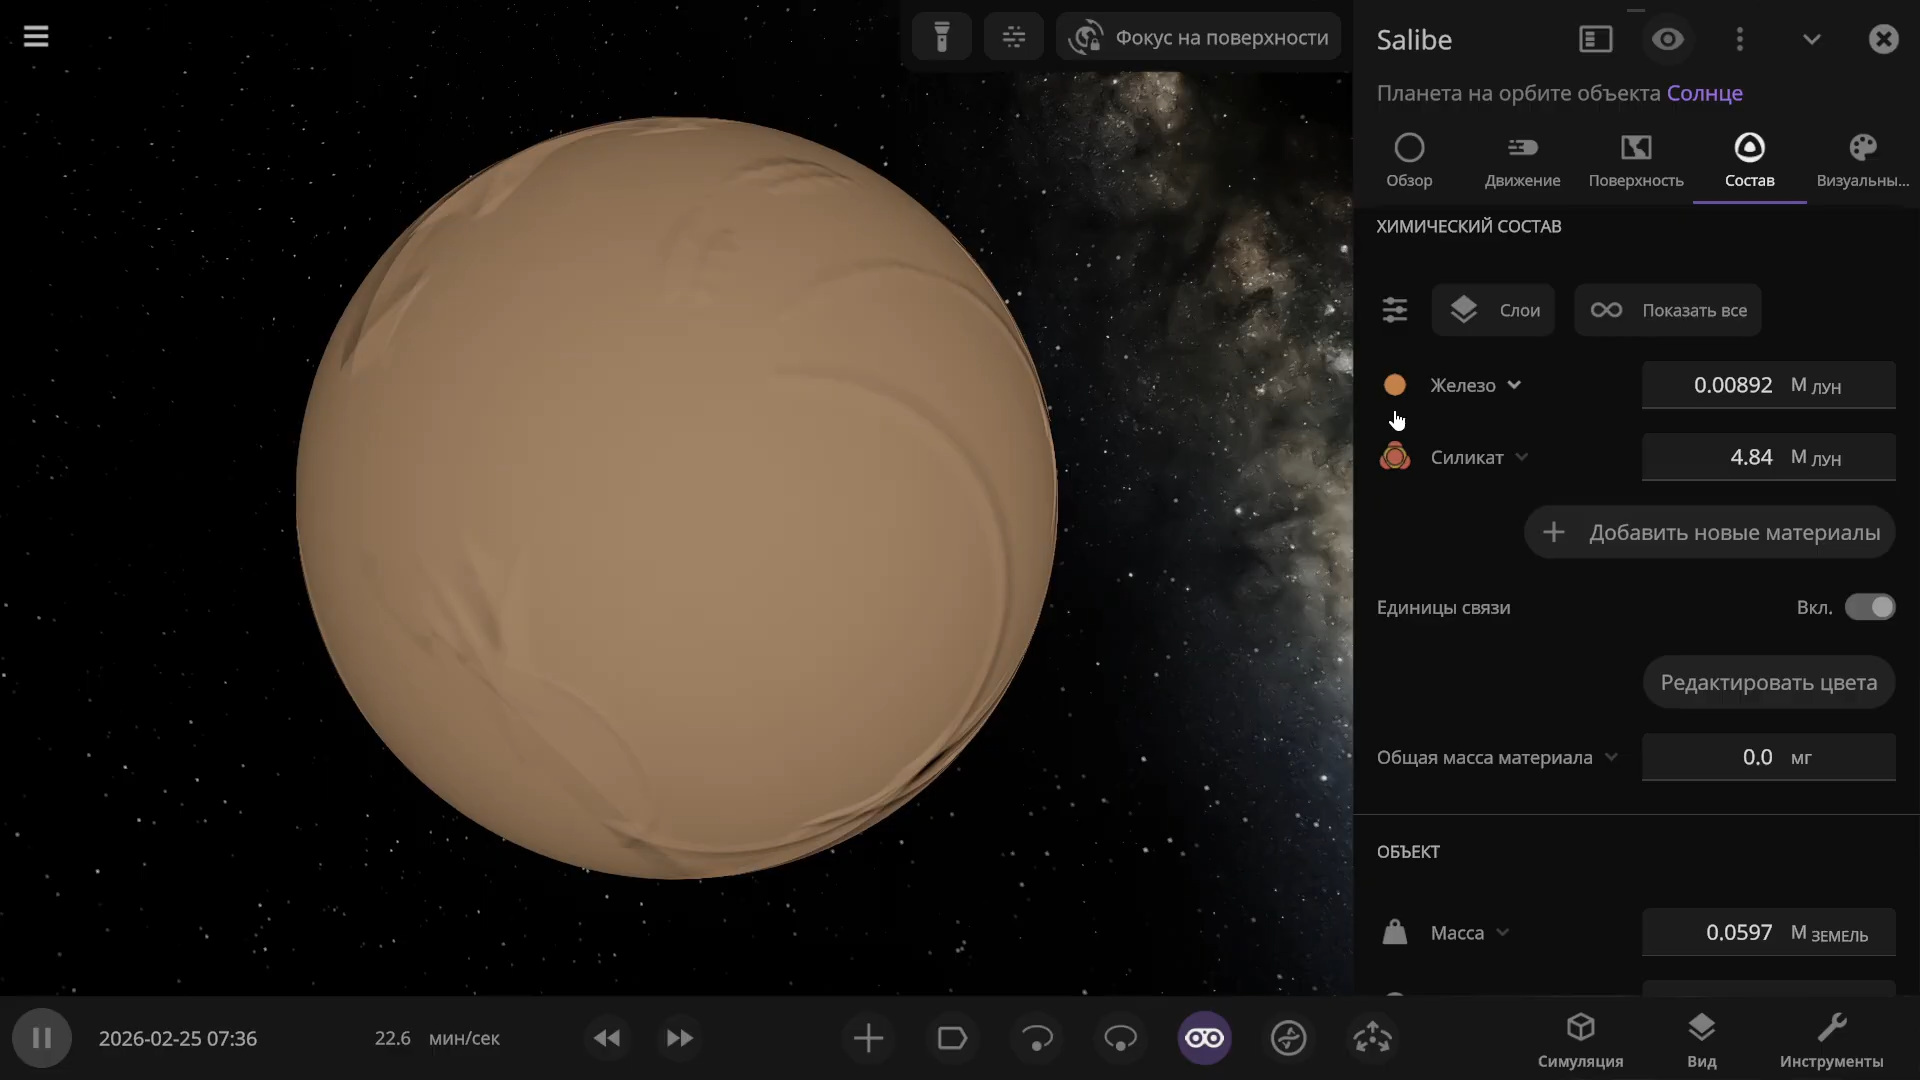 Фокус на поверхности
Salibe
Планета на орбите объекта Солнце
Обзор
Движение
Поверхность
Состав
Визуальны...
ХИМИЧЕСКИЙ СОСТАВ
Слои
Показать все
Железо
0.00892 М ЛУН
Силикат
4.84 М ЛУН
Добавить новые материалы
Единицы связи
Вкл.
Редактировать цвета
Общая масса материала
0.0 мг
ОБЪЕКТ
Масса
0.0597 М ЗЕМЕЛЬ
2026-02-25 07:36
22.6 мин/сек
Симуляция
Вид
Инструменты